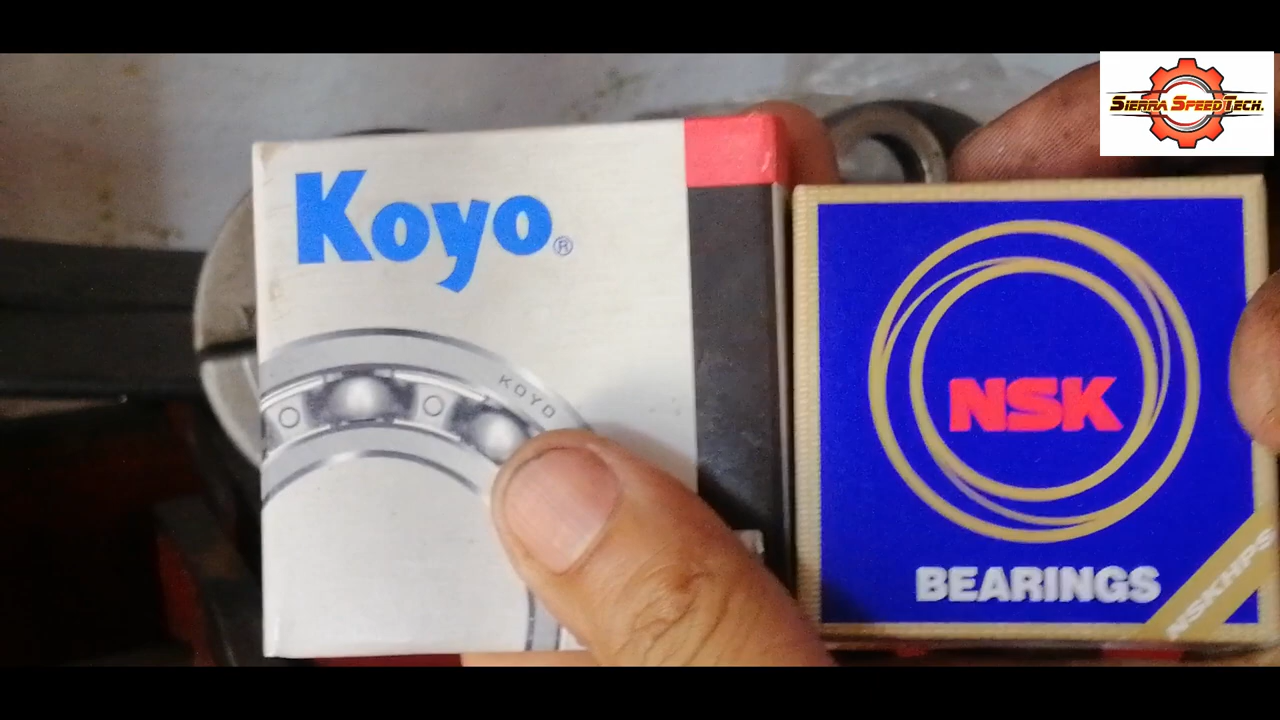 SIERRA SPEEDTECH.
Koyo®
KOYO
NSK
BEARINGS
NSKHPS